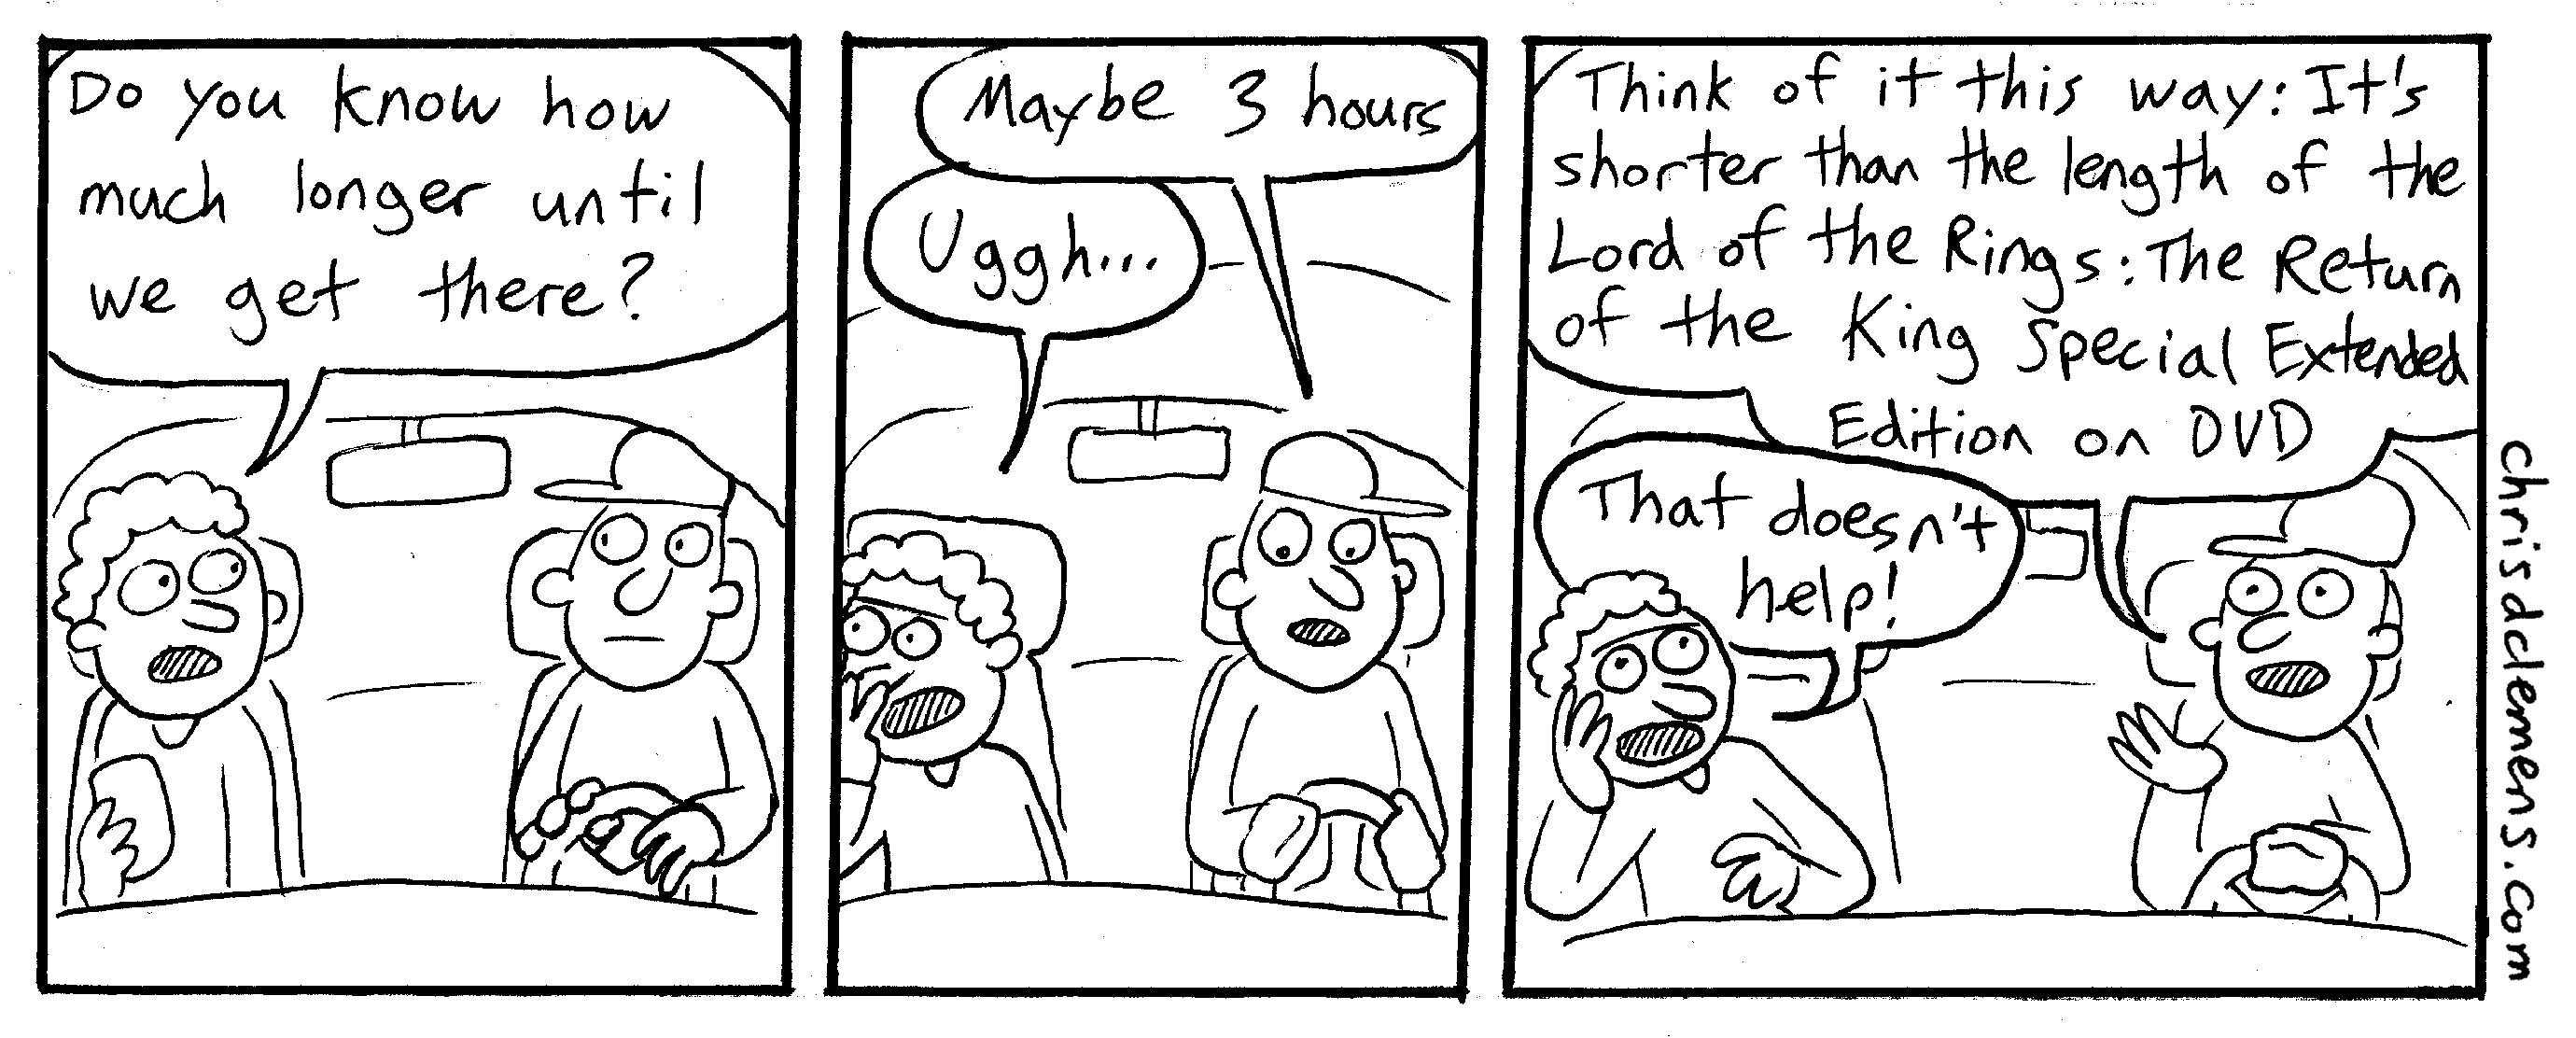 Do you know how
much longer until
we get there?
Maybe 3 hours
Uggh...
Think of it this way: It's
shorter than the length of the
Lord of the Rings: The Return
of the King Special Extended
Edition on DVD
That doesn't
help!
chrisdclemens.com